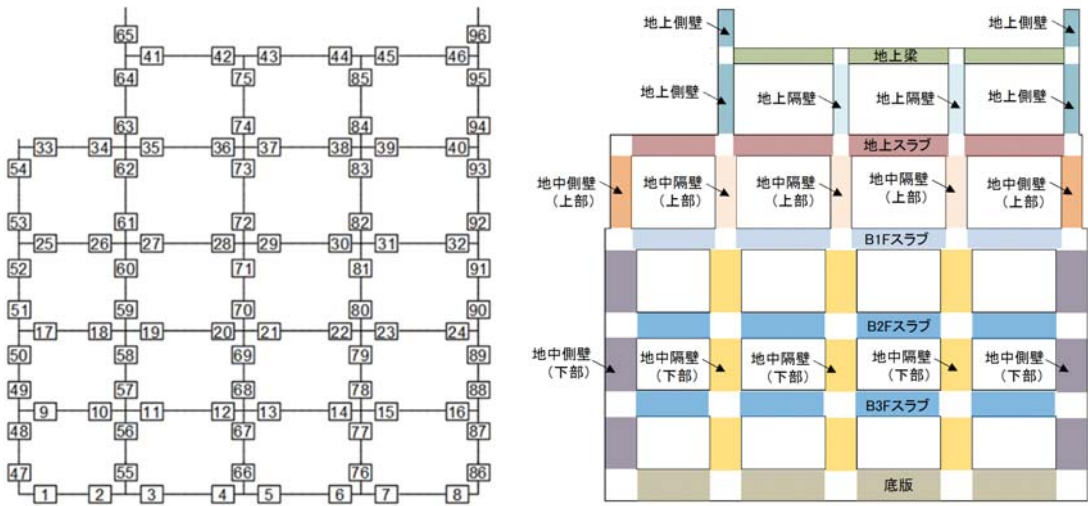 65 96
41 42 43 44 45 46
64 75 85 95
63 74 84 94
33 34 35 36 37 38 39 40
54 62 73 83 93
53 61 72 82 92
25 26 27 28 29 30 31 32
52 60 71 81 91
51 59 70 80 90
17 18 19 20 21 22 23 24
50 58 69 79 89
49 57 68 78 88
9 10 11 12 13 14 15 16
48 56 67 77 87
47 55 66 76 86
1 2 3 4 5 6 7 8
地上側壁 地上側壁
地上梁
地上側壁 地上隔壁 地上隔壁 地上側壁
地上スラブ
地中側壁 地中隔壁 地中隔壁 地中隔壁 地中側壁
(上部) (上部) (上部) (上部) (上部)
B1Fスラブ
B2Fスラブ
地中側壁 地中隔壁 地中隔壁 地中隔壁 地中側壁
(下部) (下部) (下部) (下部) (下部)
B3Fスラブ
底版